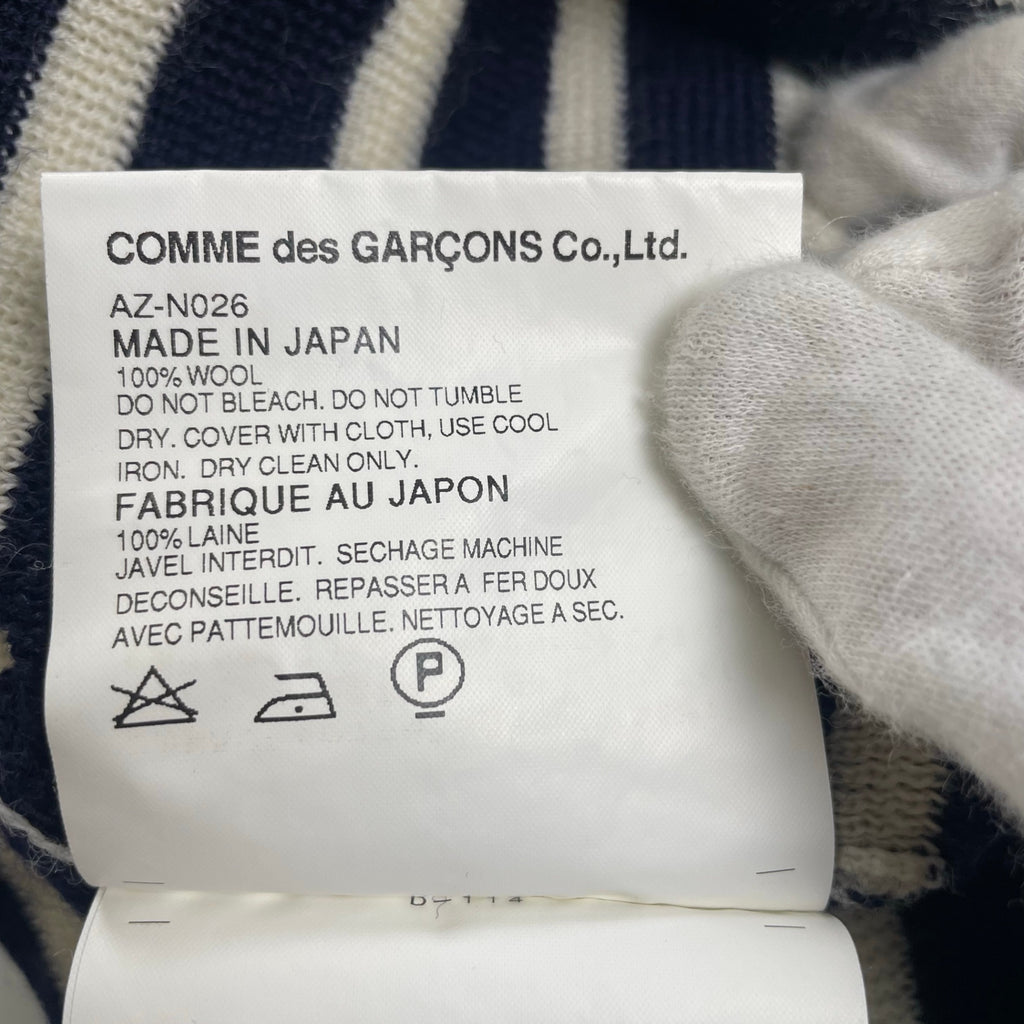 COMME des GARÇONS Co.,Ltd.
AZ-N026
MADE IN JAPAN
100% WOOL
DO NOT BLEACH. DO NOT TUMBLE
DRY. COVER WITH CLOTH, USE COOL
IRON. DRY CLEAN ONLY.
FABRIQUE AU JAPON
100% LAINE
JAVEL INTERDIT. SECHAGE MACHINE
DECONSEILLE. REPASSER A FER DOUX
AVEC PATTEMOUILLE. NETTOYAGE A SEC.
P